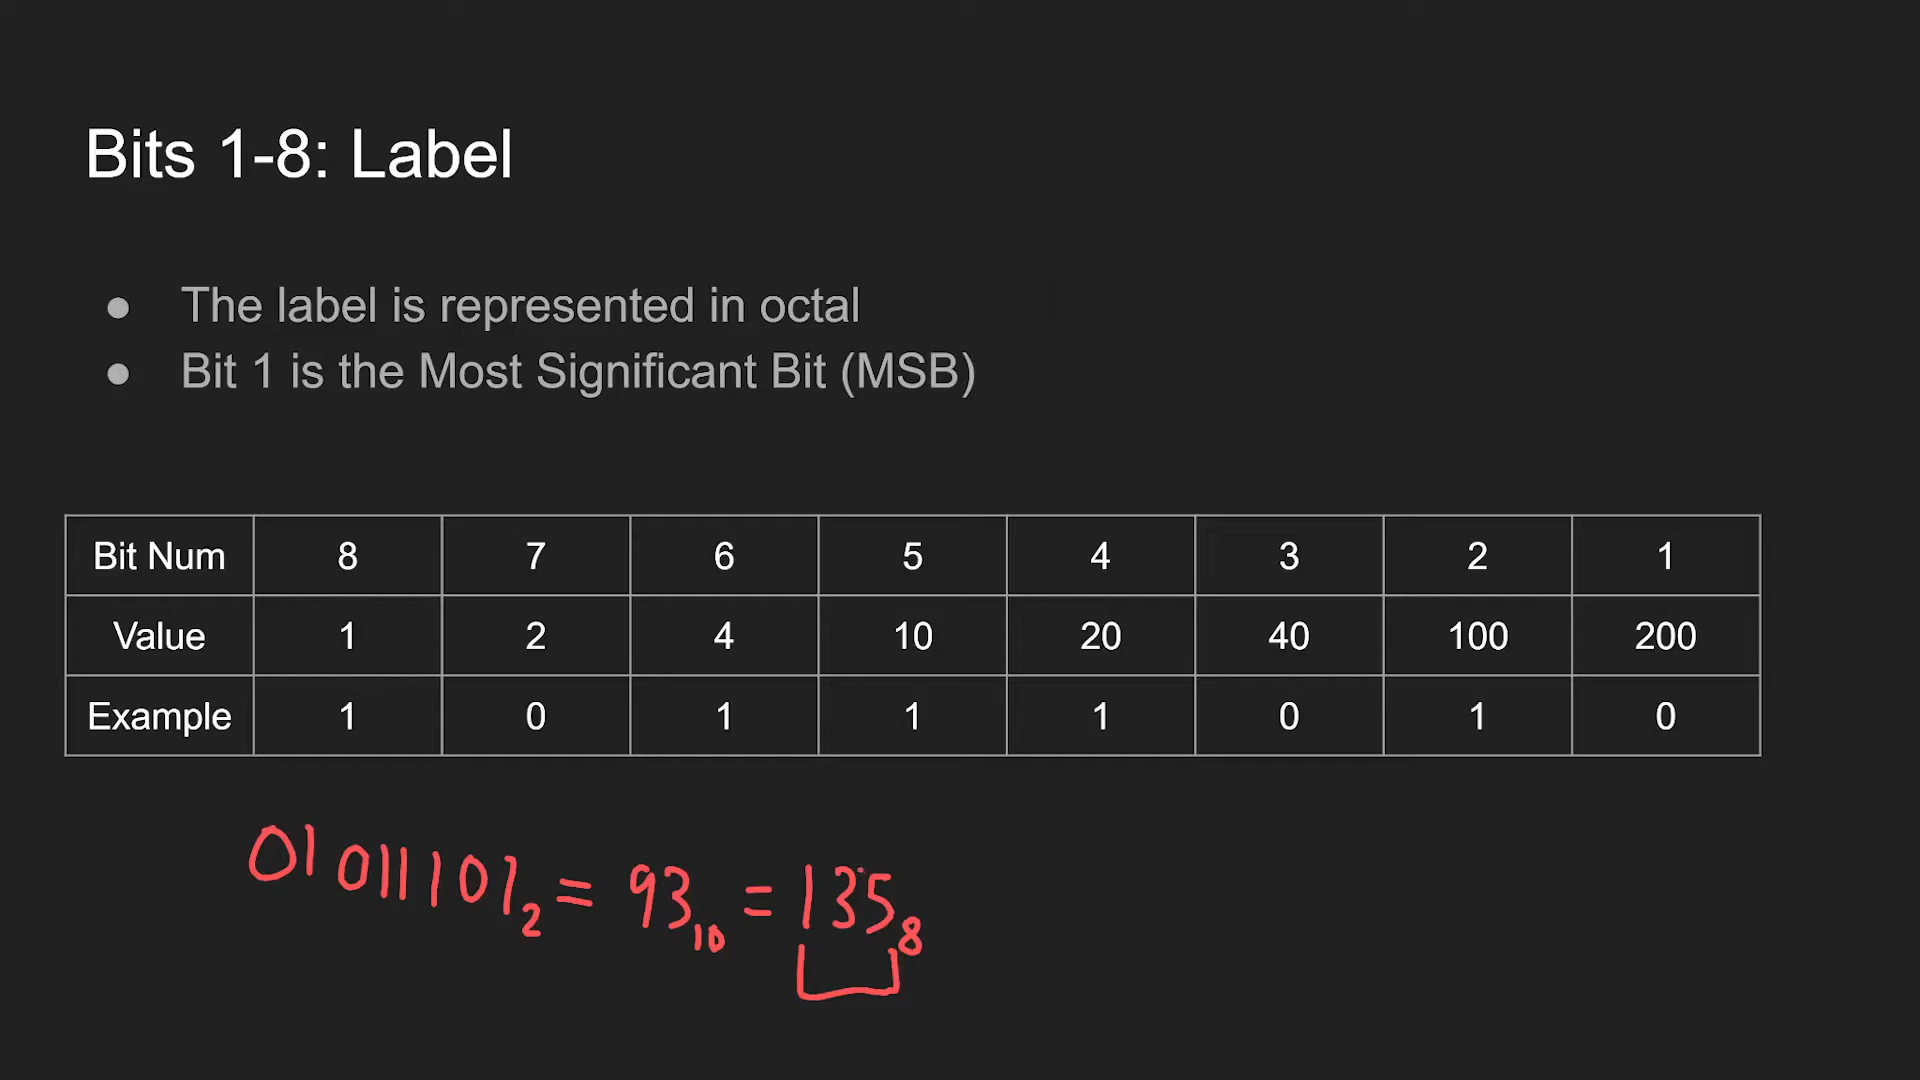 Bits 1-8: Label
● The label is represented in octal
● Bit 1 is the Most Significant Bit (MSB)
Bit Num 8 7 6 5 4 3 2 1
Value 1 2 4 10 20 40 100 200
Example 1 0 1 1 1 0 1 0
01 011 101₂ = 93₁₀ = 135₈